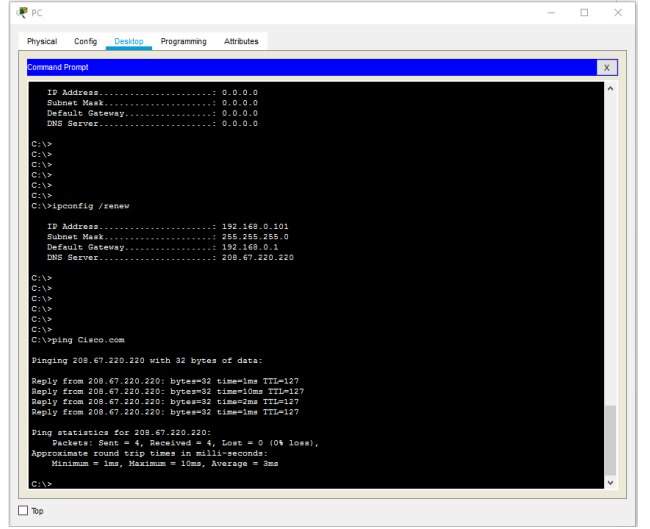 PC
Physical Config Desktop Programming Attributes
Command Prompt X
IP Address......................: 0.0.0.0
Subnet Mask.....................: 0.0.0.0
Default Gateway.................: 0.0.0.0
DNS Server......................: 0.0.0.0
C:\>
C:\>
C:\>
C:\>
C:\>
C:\>
C:\>ipconfig /renew
IP Address......................: 192.168.0.101
Subnet Mask.....................: 255.255.255.0
Default Gateway.................: 192.168.0.1
DNS Server......................: 208.67.220.220
C:\>
C:\>
C:\>
C:\>
C:\>
C:\>
C:\>ping Cisco.com
Pinging 208.67.220.220 with 32 bytes of data:
Reply from 208.67.220.220: bytes=32 time=1ms TTL=127
Reply from 208.67.220.220: bytes=32 time=10ms TTL=127
Reply from 208.67.220.220: bytes=32 time=2ms TTL=127
Reply from 208.67.220.220: bytes=32 time=1ms TTL=127
Ping statistics for 208.67.220.220:
Packets: Sent = 4, Received = 4, Lost = 0 (0% loss),
Approximate round trip times in milli-seconds:
Minimum = 1ms, Maximum = 10ms, Average = 3ms
C:\>
Top